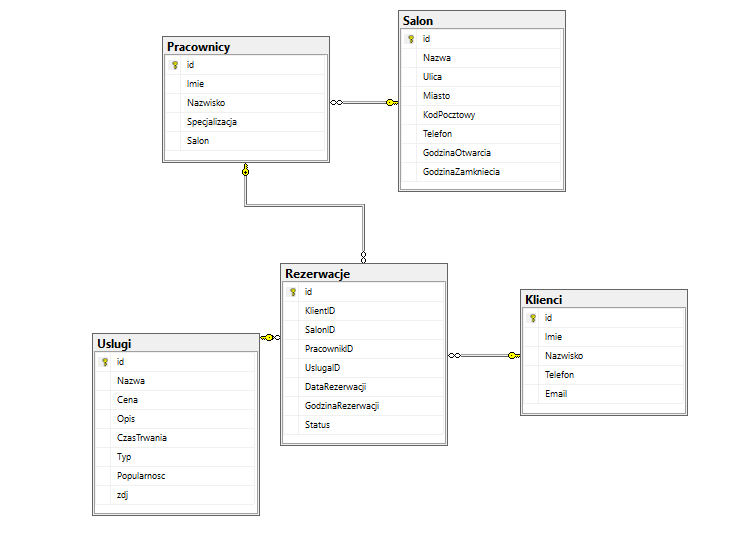 Pracownicy
id
Imie
Nazwisko
Specjalizacja
Salon
Salon
id
Nazwa
Ulica
Miasto
KodPocztowy
Telefon
GodzinaOtwarcia
GodzinaZamkniecia
Rezerwacje
id
KlientID
SalonID
PracownikID
UslugaID
DataRezerwacji
GodzinaRezerwacji
Status
Klienci
id
Imie
Nazwisko
Telefon
Email
Uslugi
id
Nazwa
Cena
Opis
CzasTrwania
Typ
Popularnosc
zdj